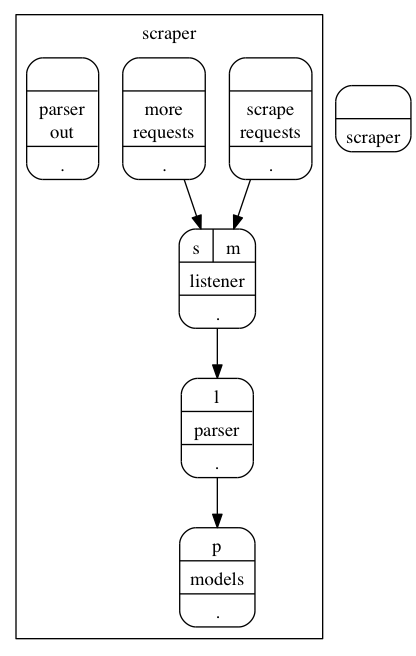 scraper
parser
out
.
more
requests
.
scrape
requests
.
scraper
s
m
listener
.
l
parser
.
p
models
.